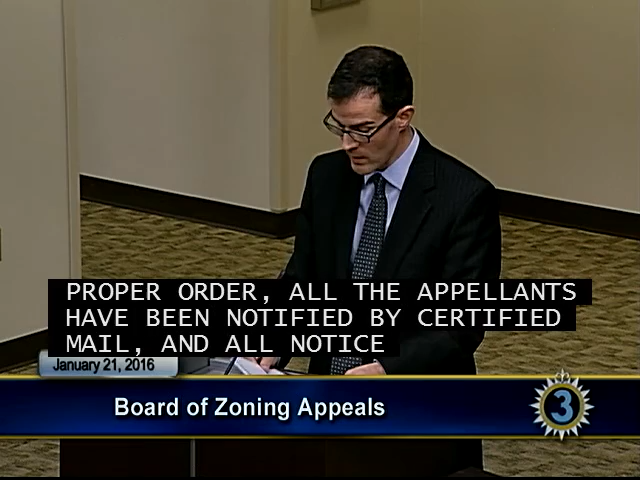 PROPER ORDER, ALL THE APPELLANTS
HAVE BEEN NOTIFIED BY CERTIFIED
MAIL, AND ALL NOTICE
January 21, 2016
Board of Zoning Appeals
3